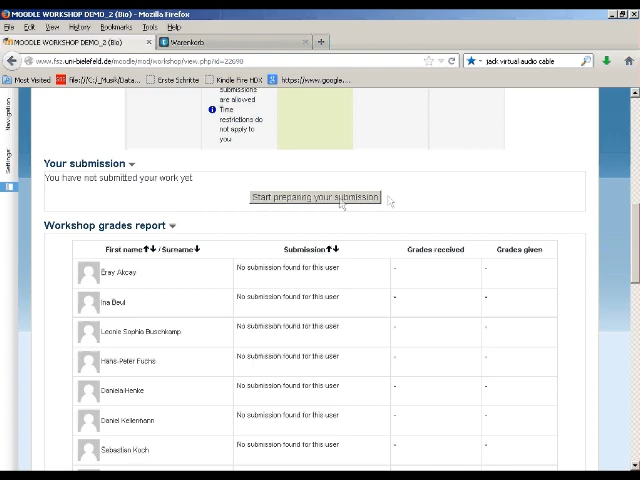 MOODLE WORKSHOP DEMO_2 (Bio) - Mozilla Firefox
File Edit View History Bookmarks Tools Help
MOODLE WORKSHOP DEMO_2 (Bio) × Warenkorb × +
www.fsz.uni-bielefeld.de/moodle/mod/workshop/view.php?id=22698 jack virtual audio cable
Most Visited file:///C:/_Musik/Data... Erste Schritte Kindle Fire HDX https://www.google....
Navigation
Settings
submissions
are allowed
Time
restrictions do
not apply to
you
Your submission
You have not submitted your work yet
Start preparing your submission
Workshop grades report
First name / Surname Submission Grades received Grades given
Eray Akcay No submission found for this user - -
Ina Beul No submission found for this user - -
Leonie Sophia Buschkamp No submission found for this user - -
Hans-Peter Fuchs No submission found for this user - -
Daniela Henke No submission found for this user - -
Daniel Kellermann No submission found for this user - -
Sebastian Koch No submission found for this user - -